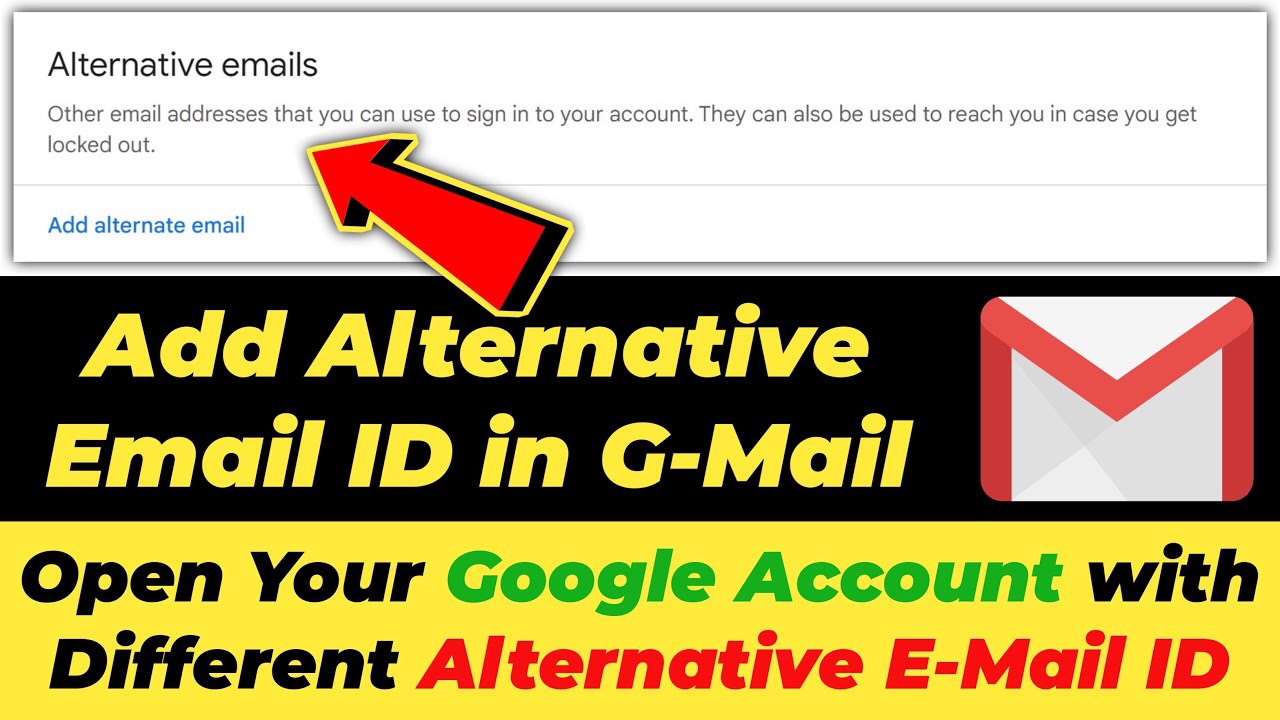 Alternative emails
Other email addresses that you can use to sign in to your account. They can also be used to reach you in case you get
locked out.
Add alternate email
Add Alternative
Email ID in G-Mail
Open Your Google Account with
Different Alternative E-Mail ID